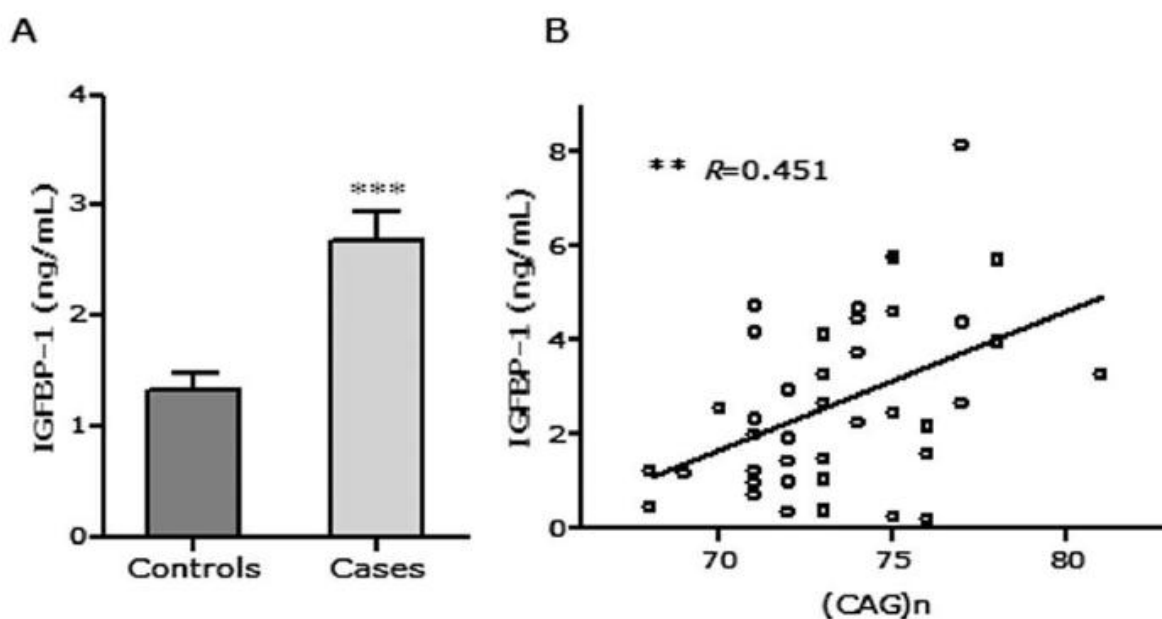 A
IGFBP-1 (ng/mL)
4
3
2
1
0
***
Controls
Cases
B
IGFBP-1 (ng/mL)
8
6
4
2
0
** R=0.451
70
75
80
(CAG)n